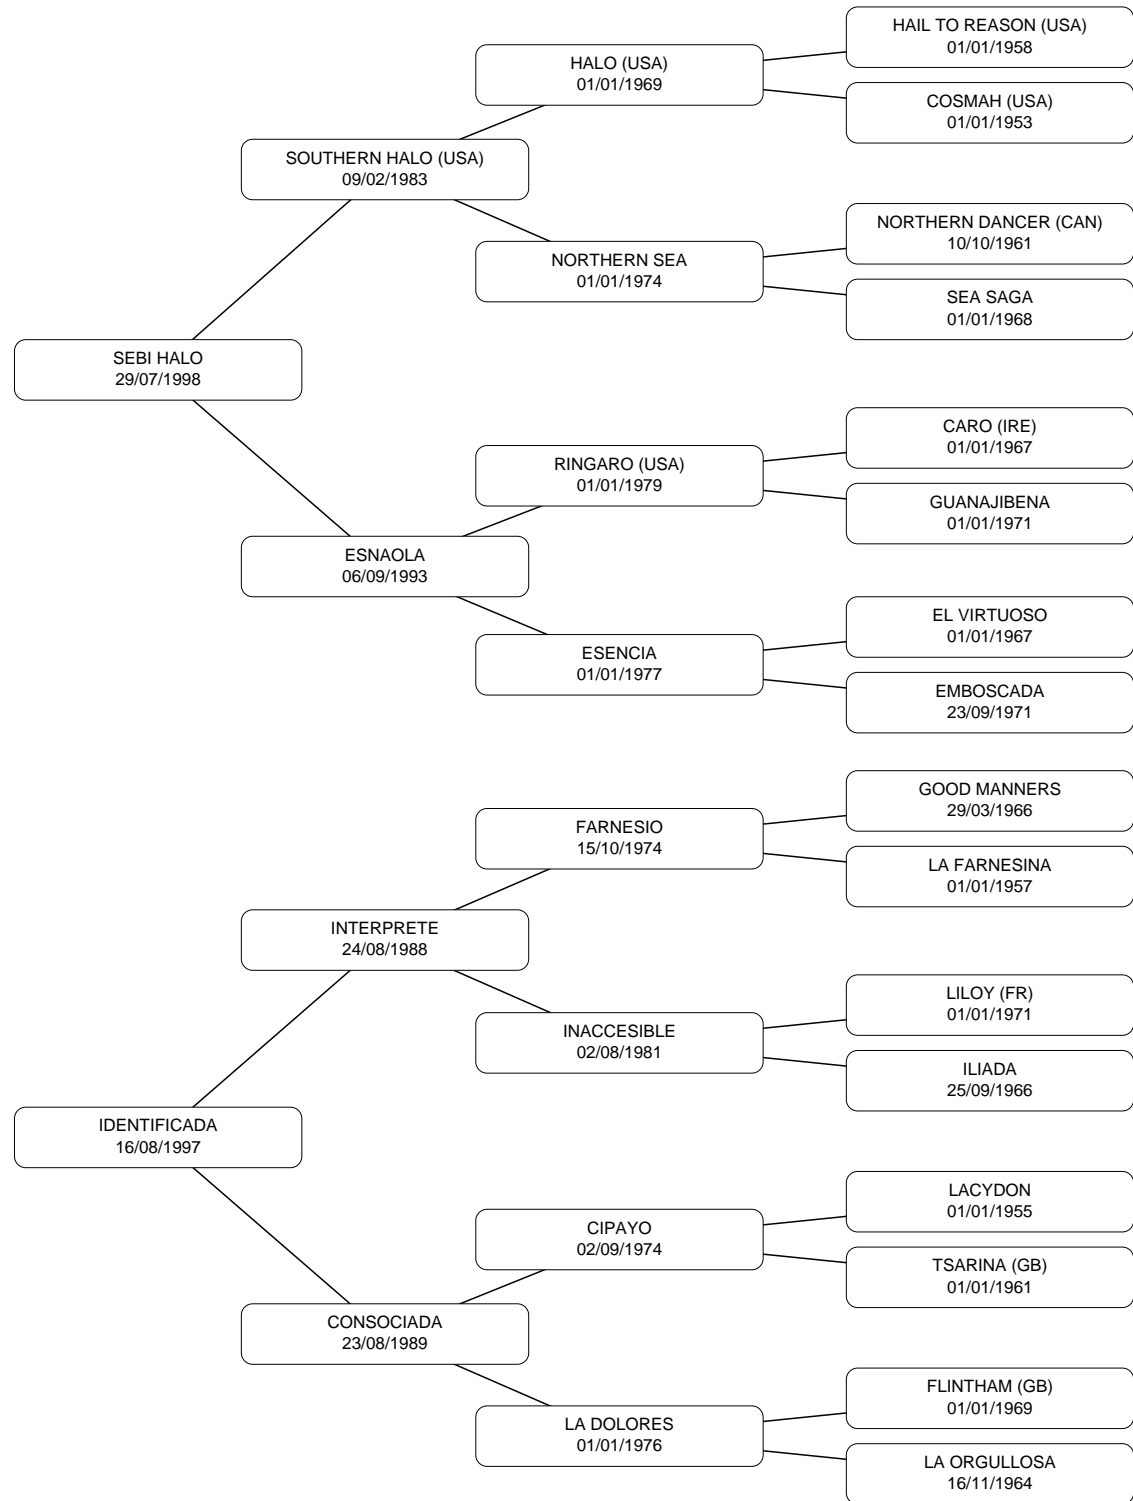 HAIL TO REASON (USA)
01/01/1958
HALO (USA)
01/01/1969
COSMAH (USA)
01/01/1953
SOUTHERN HALO (USA)
09/02/1983
NORTHERN DANCER (CAN)
10/10/1961
NORTHERN SEA
01/01/1974
SEA SAGA
01/01/1968
SEBI HALO
29/07/1998
CARO (IRE)
01/01/1967
RINGARO (USA)
01/01/1979
GUANAJIBENA
01/01/1971
ESNAOLA
06/09/1993
EL VIRTUOSO
01/01/1967
ESENCIA
01/01/1977
EMBOSCADA
23/09/1971
GOOD MANNERS
29/03/1966
FARNESIO
15/10/1974
LA FARNESINA
01/01/1957
INTERPRETE
24/08/1988
LILOY (FR)
01/01/1971
INACCESIBLE
02/08/1981
ILIADA
25/09/1966
IDENTIFICADA
16/08/1997
LACYDON
01/01/1955
CIPAYO
02/09/1974
TSARINA (GB)
01/01/1961
CONSOCIADA
23/08/1989
FLINTHAM (GB)
01/01/1969
LA DOLORES
01/01/1976
LA ORGULLOSA
16/11/1964